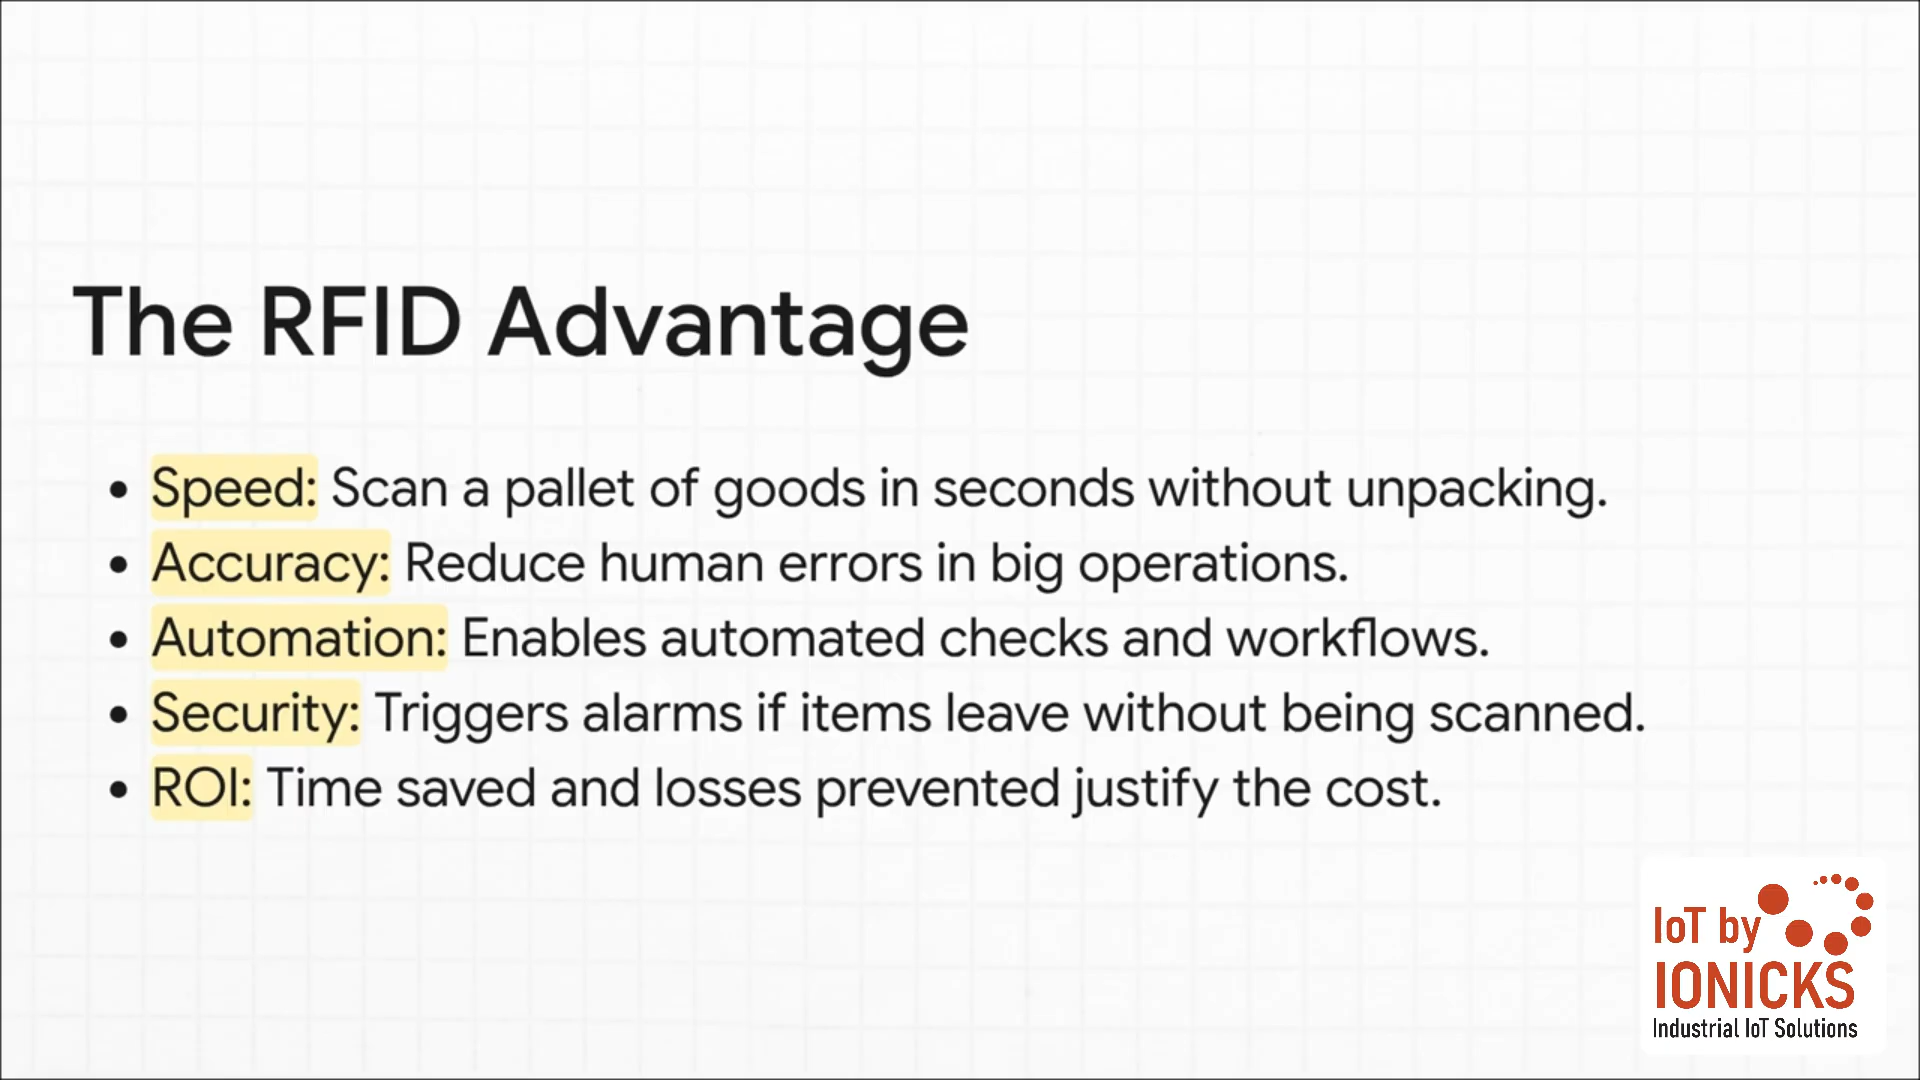 The RFID Advantage
• Speed: Scan a pallet of goods in seconds without unpacking.
• Accuracy: Reduce human errors in big operations.
• Automation: Enables automated checks and workflows.
• Security: Triggers alarms if items leave without being scanned.
• ROI: Time saved and losses prevented justify the cost.
IoT by
IONICKS
Industrial IoT Solutions